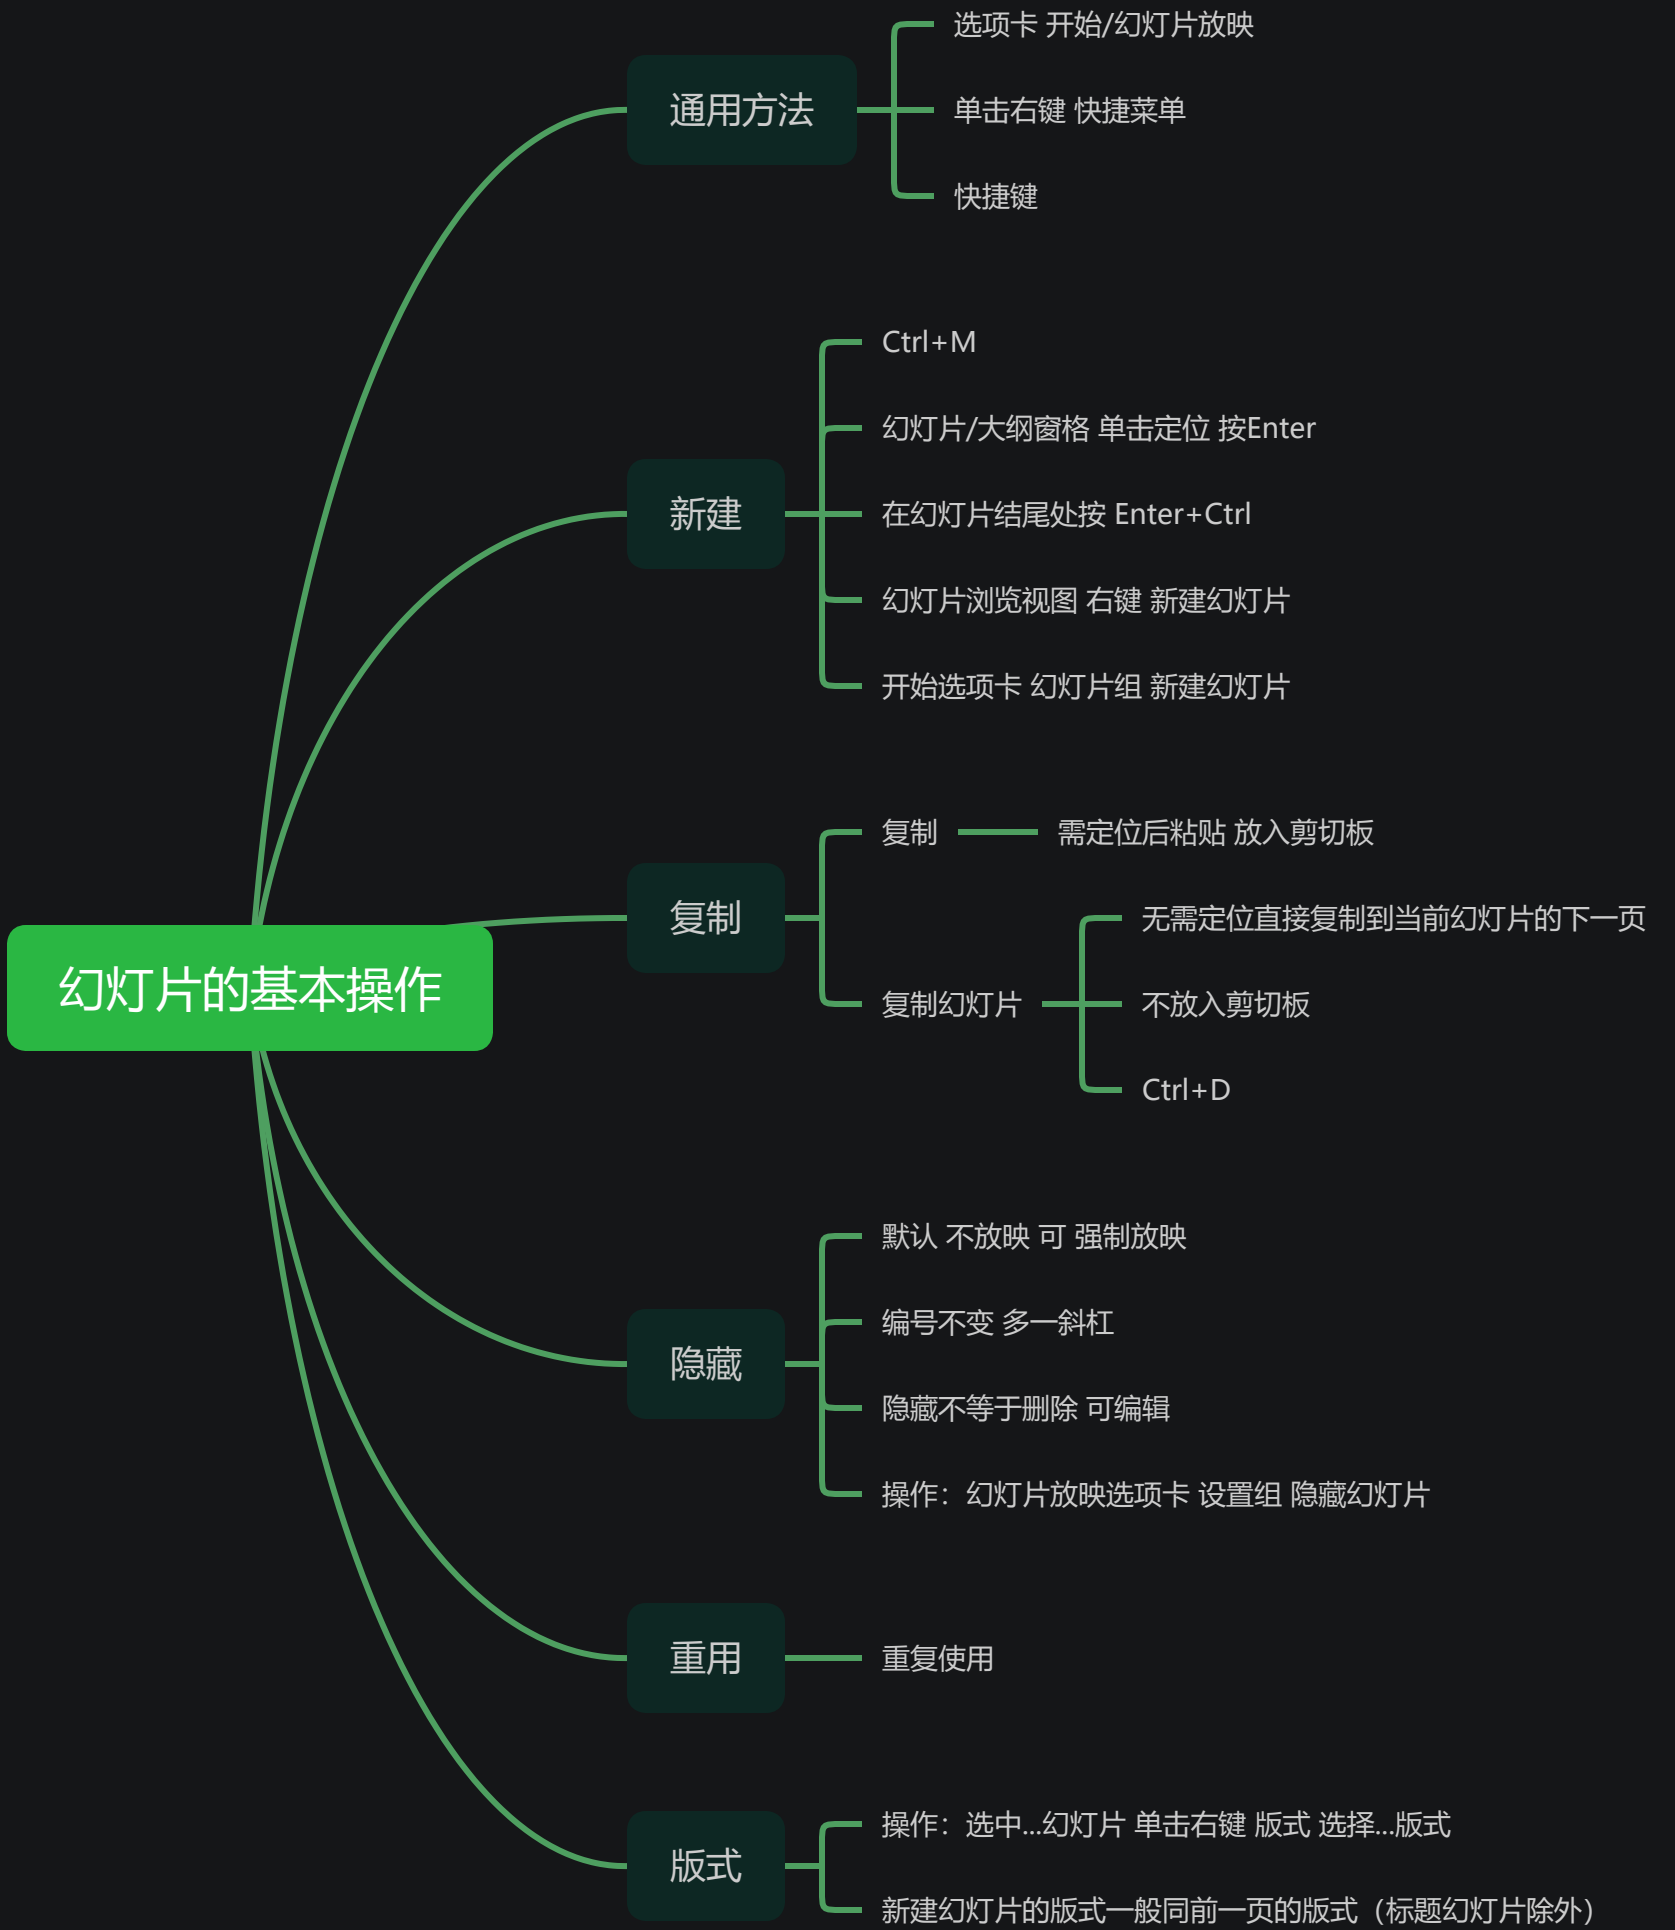 幻灯片的基本操作
通用方法
选项卡 开始/幻灯片放映
单击右键 快捷菜单
快捷键
新建
Ctrl+M
幻灯片/大纲窗格 单击定位 按Enter
在幻灯片结尾处按 Enter+Ctrl
幻灯片浏览视图 右键 新建幻灯片
开始选项卡 幻灯片组 新建幻灯片
复制
复制
需定位后粘贴 放入剪切板
复制幻灯片
无需定位直接复制到当前幻灯片的下一页
不放入剪切板
Ctrl+D
隐藏
默认 不放映 可 强制放映
编号不变 多一斜杠
隐藏不等于删除 可编辑
操作：幻灯片放映选项卡 设置组 隐藏幻灯片
重用
重复使用
版式
操作：选中...幻灯片 单击右键 版式 选择...版式
新建幻灯片的版式一般同前一页的版式（标题幻灯片除外）